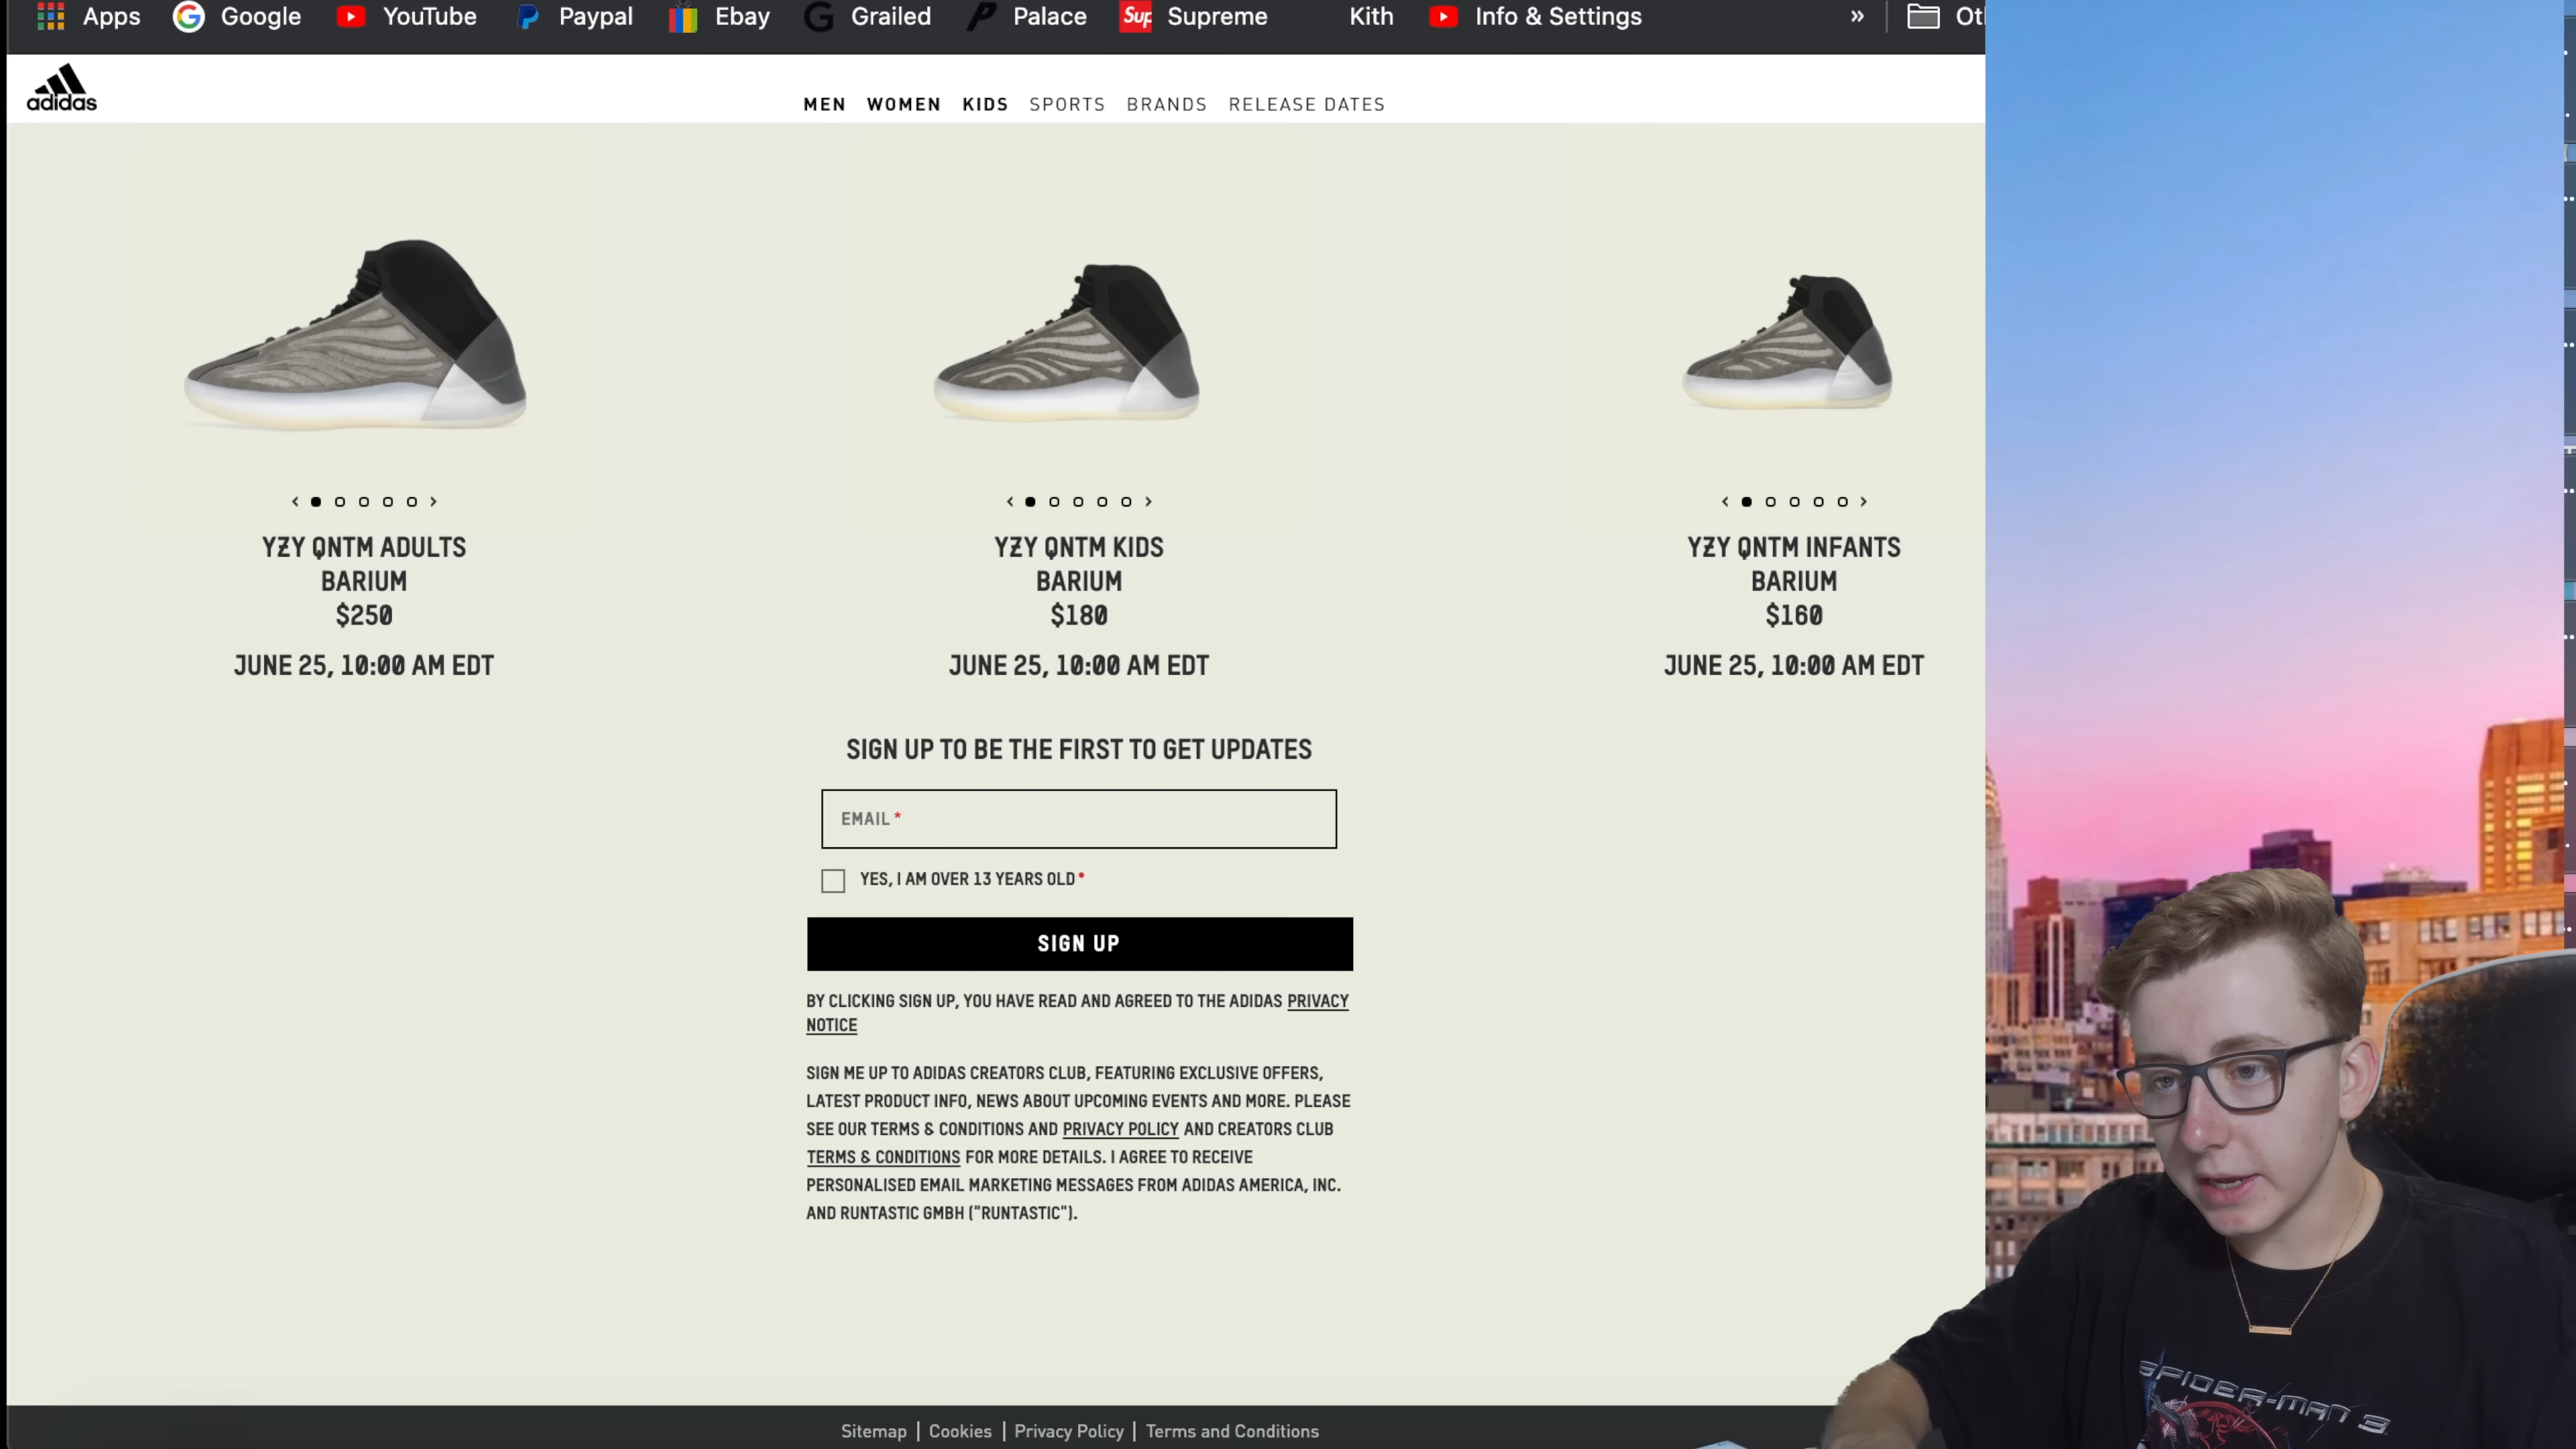 Apps Google YouTube Paypal Ebay Grailed Palace Sup Supreme Kith Info & Settings »
adidas
MEN WOMEN KIDS SPORTS BRANDS RELEASE DATES
YZY QNTM ADULTS
BARIUM
$250
JUNE 25, 10:00 AM EDT
YZY QNTM KIDS
BARIUM
$180
JUNE 25, 10:00 AM EDT
YZY QNTM INFANTS
BARIUM
$160
JUNE 25, 10:00 AM EDT
SIGN UP TO BE THE FIRST TO GET UPDATES
EMAIL *
YES, I AM OVER 13 YEARS OLD *
SIGN UP
BY CLICKING SIGN UP, YOU HAVE READ AND AGREED TO THE ADIDAS PRIVACY
NOTICE
SIGN ME UP TO ADIDAS CREATORS CLUB, FEATURING EXCLUSIVE OFFERS,
LATEST PRODUCT INFO, NEWS ABOUT UPCOMING EVENTS AND MORE. PLEASE
SEE OUR TERMS & CONDITIONS AND PRIVACY POLICY AND CREATORS CLUB
TERMS & CONDITIONS FOR MORE DETAILS. I AGREE TO RECEIVE
PERSONALISED EMAIL MARKETING MESSAGES FROM ADIDAS AMERICA, INC.
AND RUNTASTIC GMBH ("RUNTASTIC").
Sitemap | Cookies | Privacy Policy | Terms and Conditions
SPIDER-MAN 3